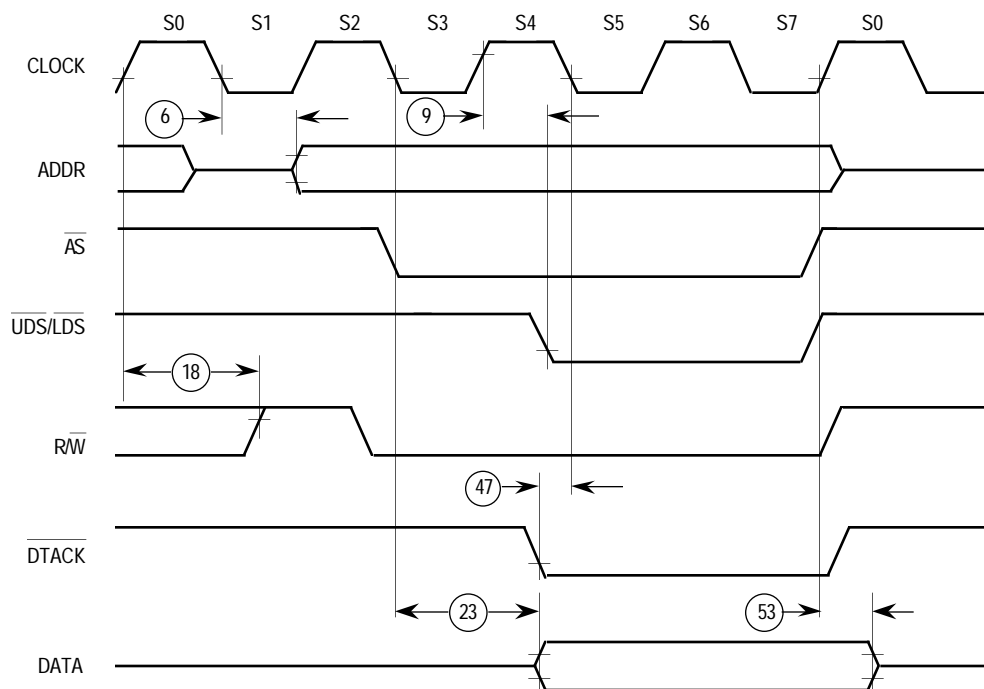 S0 S1 S2 S3 S4 S5 S6 S7 S0
CLOCK
6 9
ADDR
AS
UDS/LDS
18
R/W
47
DTACK
23 53
DATA